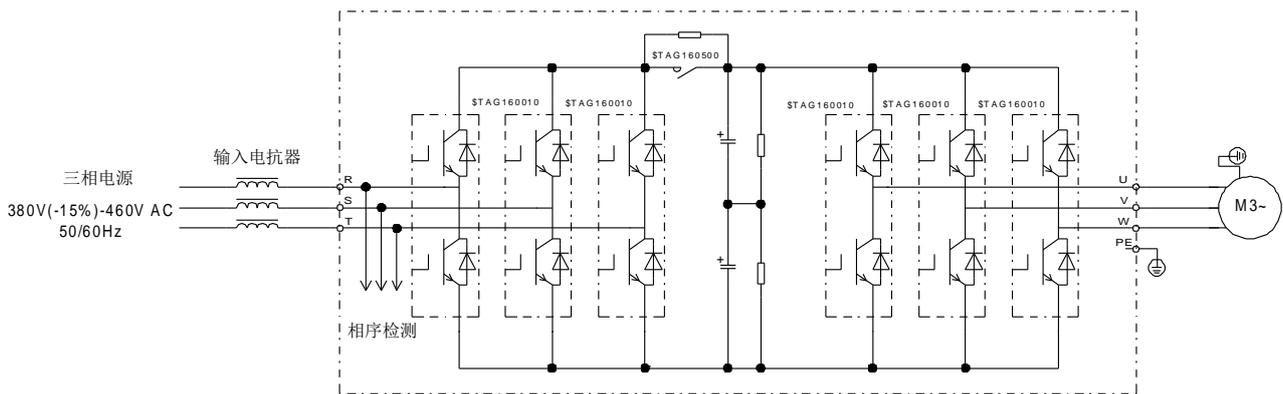 $TAG160500
$TAG160010
$TAG160010
$TAG160010
$TAG160010
$TAG160010
输入电抗器
三相电源
380V(-15%)-460V AC
50/60Hz
R
S
T
相序检测
+
+
U
V
W
PE
M3~